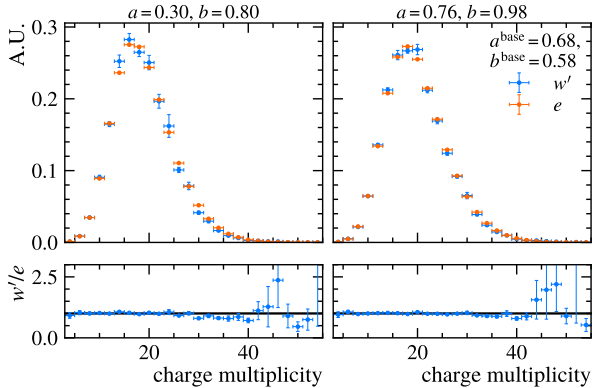 a = 0.30, b = 0.80
a = 0.76, b = 0.98
A.U.
0.3
0.2
0.1
0.0
a^base = 0.68,
b^base = 0.58
w′
e
w′/e
2.5
0.0
20
40
20
40
charge multiplicity
charge multiplicity